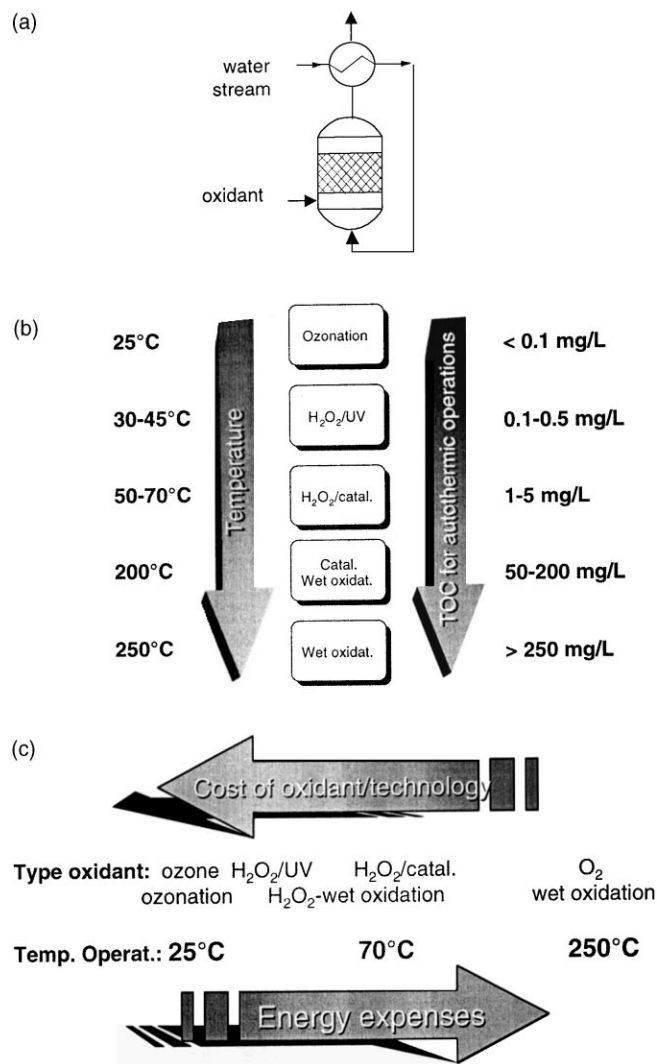 (a)
water
stream
oxidant
(b)
25°C
Ozonation
< 0.1 mg/L
30-45°C
H₂O₂/UV
0.1-0.5 mg/L
50-70°C
H₂O₂/catal.
1-5 mg/L
200°C
Catal.
Wet oxidat.
50-200 mg/L
250°C
Wet oxidat.
> 250 mg/L
Temperature
TOC for autothermic operations
(c)
Cost of oxidant/technology
Type oxidant: ozone H₂O₂/UV H₂O₂/catal. O₂
ozonation H₂O₂-wet oxidation wet oxidation
Temp. Operat.: 25°C 70°C 250°C
Energy expenses